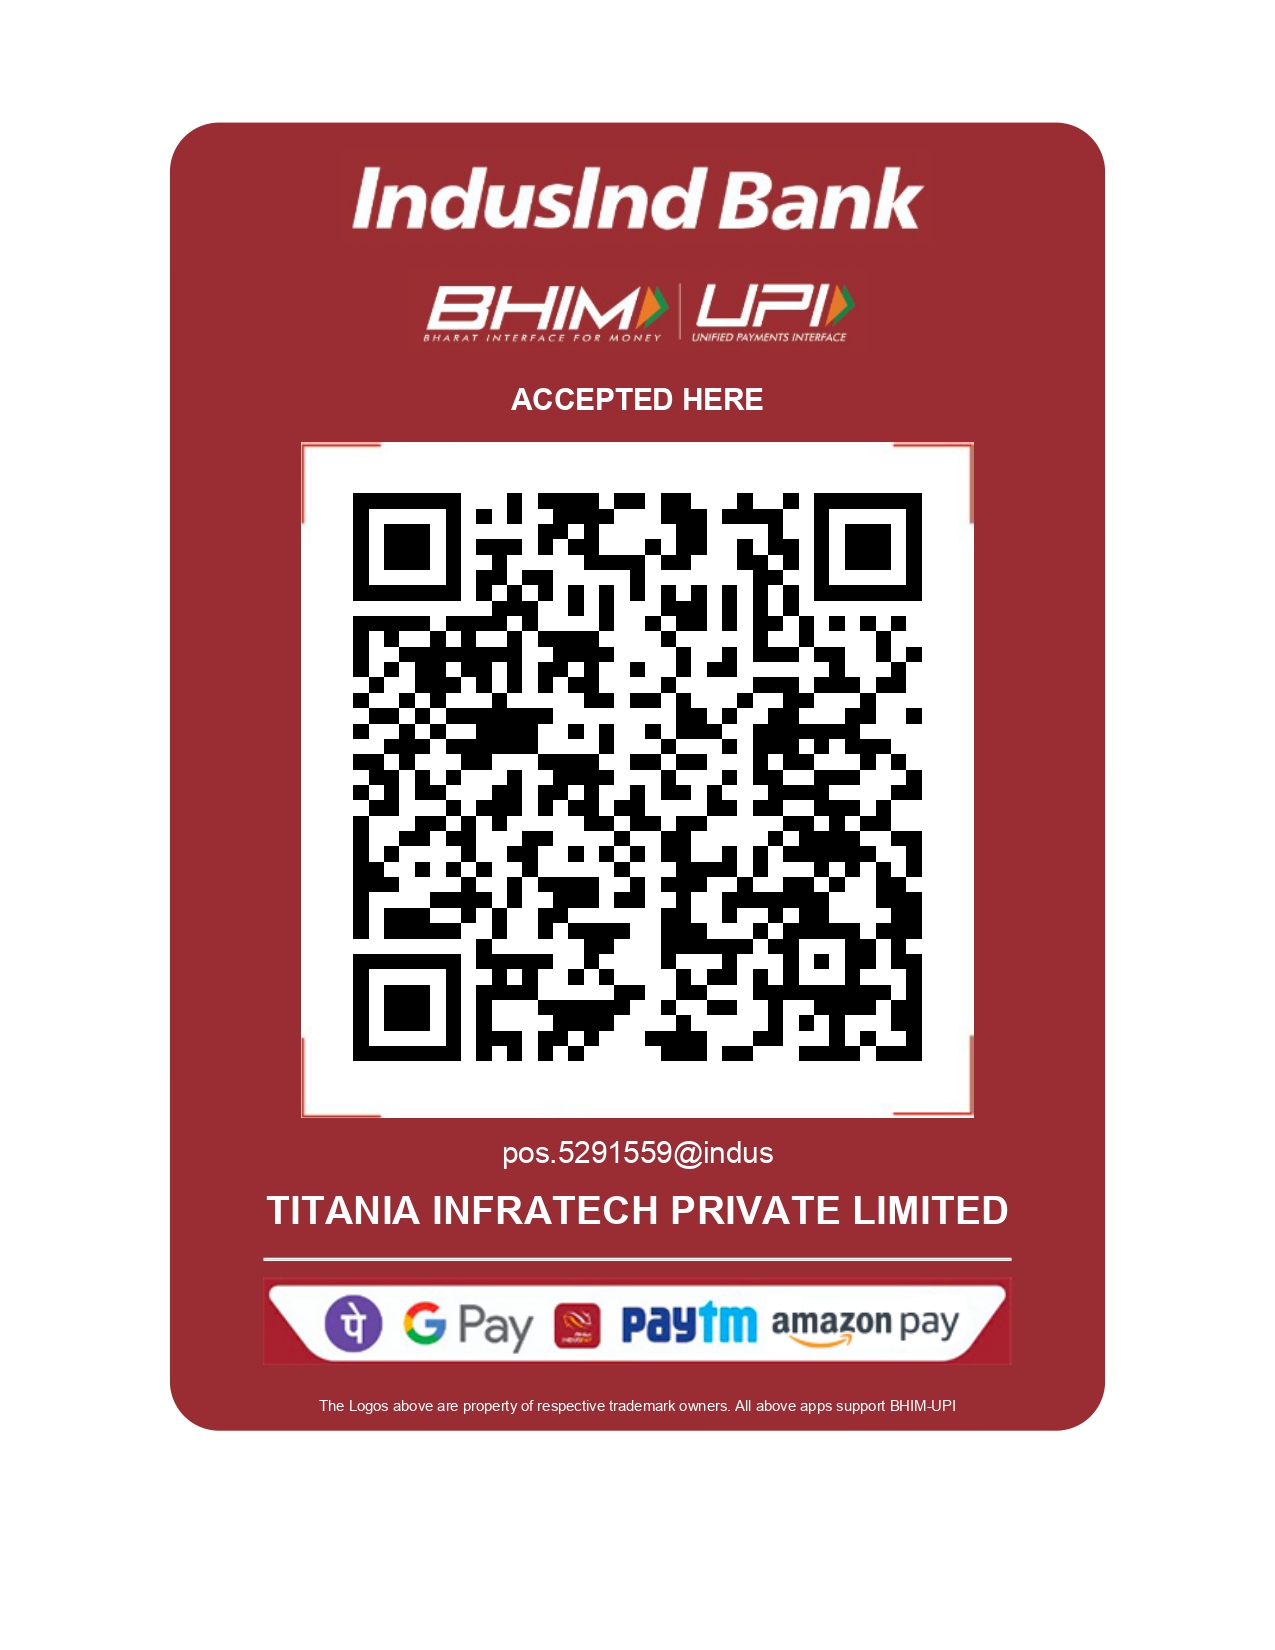 IndusInd Bank
BHIM UPI
BHARAT INTERFACE FOR MONEY UNIFIED PAYMENTS INTERFACE
ACCEPTED HERE
pos.5291559@indus
TITANIA INFRATECH PRIVATE LIMITED
पे G Pay paytm amazon pay
The Logos above are property of respective trademark owners. All above apps support BHIM-UPI